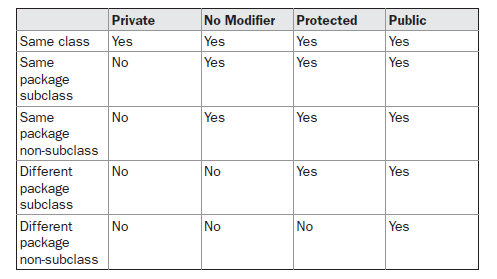 Private No Modifier Protected Public
Same class Yes Yes Yes Yes
Same package subclass No Yes Yes Yes
Same package non-subclass No Yes Yes Yes
Different package subclass No No Yes Yes
Different package non-subclass No No No Yes